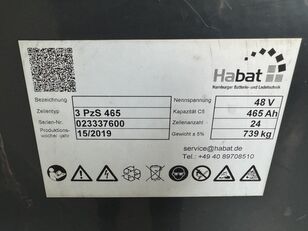 Habat
Hamburger Batterie- und Ladetechnik
Bezeichnung
Nennspannung 48 V
Zellentyp 3 PzS 465
Kapazität C5 465 Ah
Serien-Nr. 023337600
Zellenanzahl 24
Produktions-
woche/-jahr 15/2019
Gewicht ± 5% 739 kg
service@habat.de
Tel.: +49 40 89708510